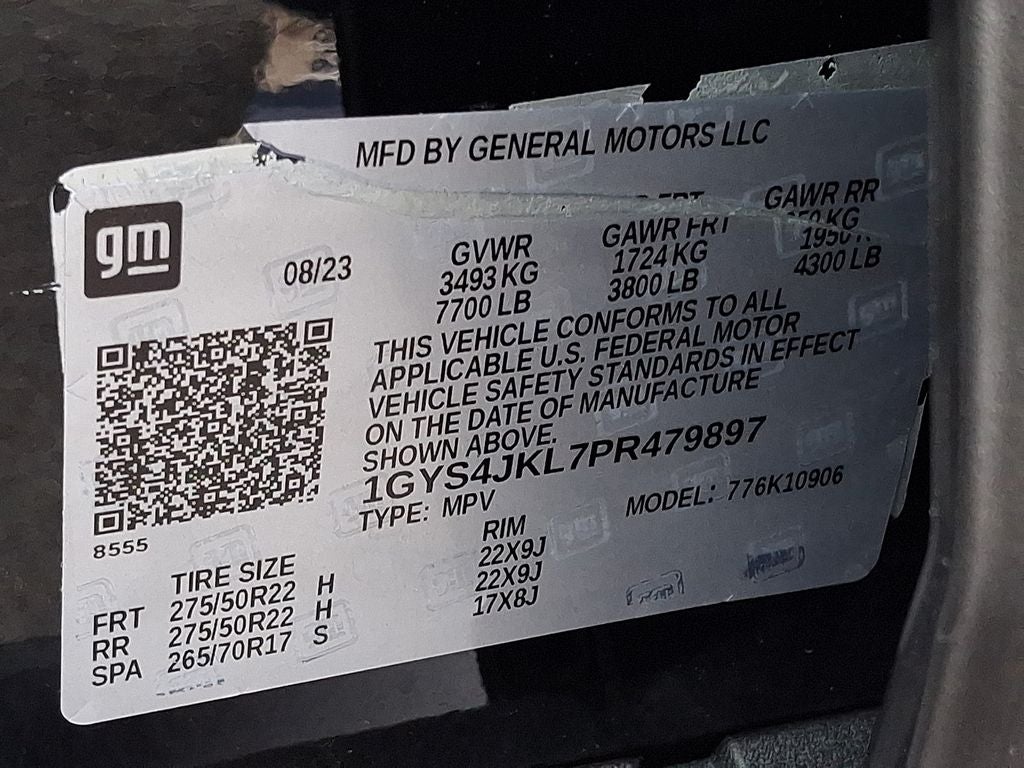 MFD BY GENERAL MOTORS LLC
gm
08/23
GVWR GAWR FRT GAWR RR
3493 KG 1724 KG
7700 LB 3800 LB 4300 LB
THIS VEHICLE CONFORMS TO ALL
APPLICABLE U.S. FEDERAL MOTOR
VEHICLE SAFETY STANDARDS IN EFFECT
ON THE DATE OF MANUFACTURE
SHOWN ABOVE.
1GYS4JKL7PR479897
TYPE: MPV MODEL: 776K10906
8555
TIRE SIZE RIM
FRT 275/50R22 H 22X9J
RR 275/50R22 H 22X9J
SPA 265/70R17 S 17X8J